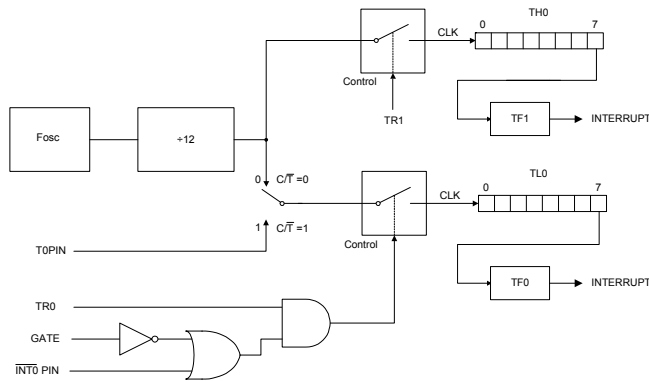 TH0
0 7
CLK
Control
TR1
TF1 INTERRUPT
Fosc
÷12
0 C/T̅ =0
1 C/T̅ =1
T0PIN
TL0
0 7
CLK
Control
TF0 INTERRUPT
TR0
GATE
I̅N̅T̅0̅ PIN